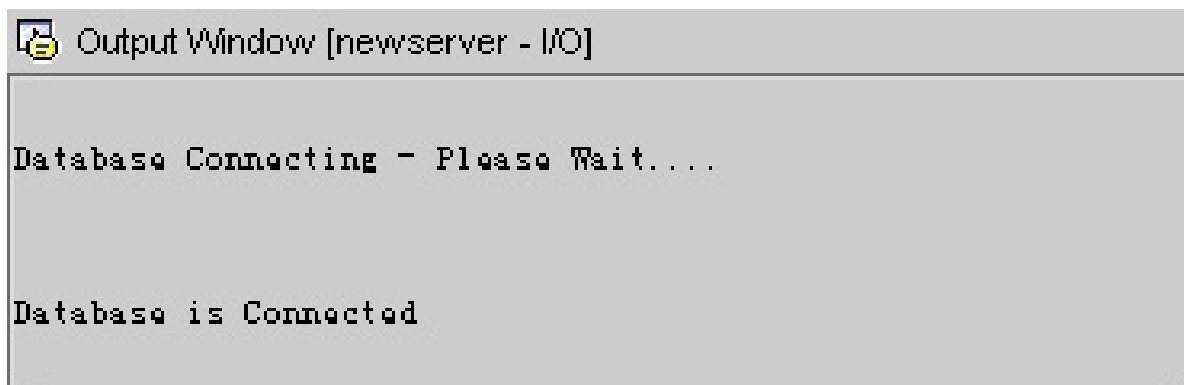 Output Window [newserver - I/O]
Database Connecting - Please Wait....
Database is Connected